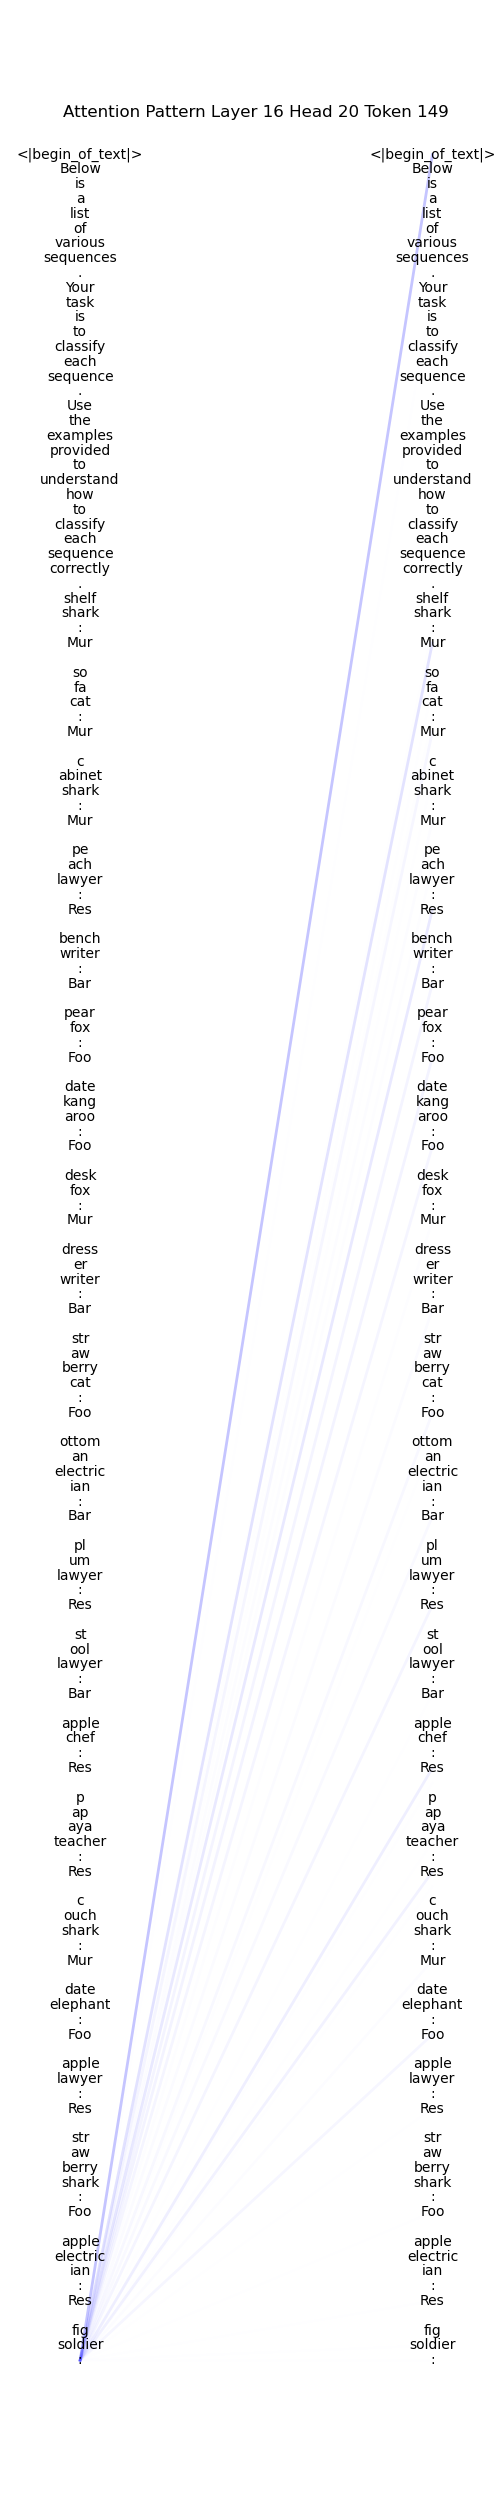 Attention Pattern Layer 16 Head 20 Token 149
<|begin_of_text|>
Below
is
a
list
of
various
sequences
.
Your
task
is
to
classify
each
sequence
.
Use
the
examples
provided
to
understand
how
to
classify
each
sequence
correctly
.
shelf
shark
:
Mur
so
fa
cat
:
Mur
c
abinet
shark
:
Mur
pe
ach
lawyer
:
Res
bench
writer
:
Bar
pear
fox
:
Foo
date
kang
aroo
:
Foo
desk
fox
:
Mur
dress
er
writer
:
Bar
str
aw
berry
cat
:
Foo
ottom
an
electric
ian
:
Bar
pl
um
lawyer
:
Res
st
ool
lawyer
:
Bar
apple
chef
:
Res
p
ap
aya
teacher
:
Res
c
ouch
shark
:
Mur
date
elephant
:
Foo
apple
lawyer
:
Res
str
aw
berry
shark
:
Foo
apple
electric
ian
:
Res
fig
soldier
:
<|begin_of_text|>
Below
is
a
list
of
various
sequences
.
Your
task
is
to
classify
each
sequence
.
Use
the
examples
provided
to
understand
how
to
classify
each
sequence
correctly
.
shelf
shark
:
Mur
so
fa
cat
:
Mur
c
abinet
shark
:
Mur
pe
ach
lawyer
:
Res
bench
writer
:
Bar
pear
fox
:
Foo
date
kang
aroo
:
Foo
desk
fox
:
Mur
dress
er
writer
:
Bar
str
aw
berry
cat
:
Foo
ottom
an
electric
ian
:
Bar
pl
um
lawyer
:
Res
st
ool
lawyer
:
Bar
apple
chef
:
Res
p
ap
aya
teacher
:
Res
c
ouch
shark
:
Mur
date
elephant
:
Foo
apple
lawyer
:
Res
str
aw
berry
shark
:
Foo
apple
electric
ian
:
Res
fig
soldier
: